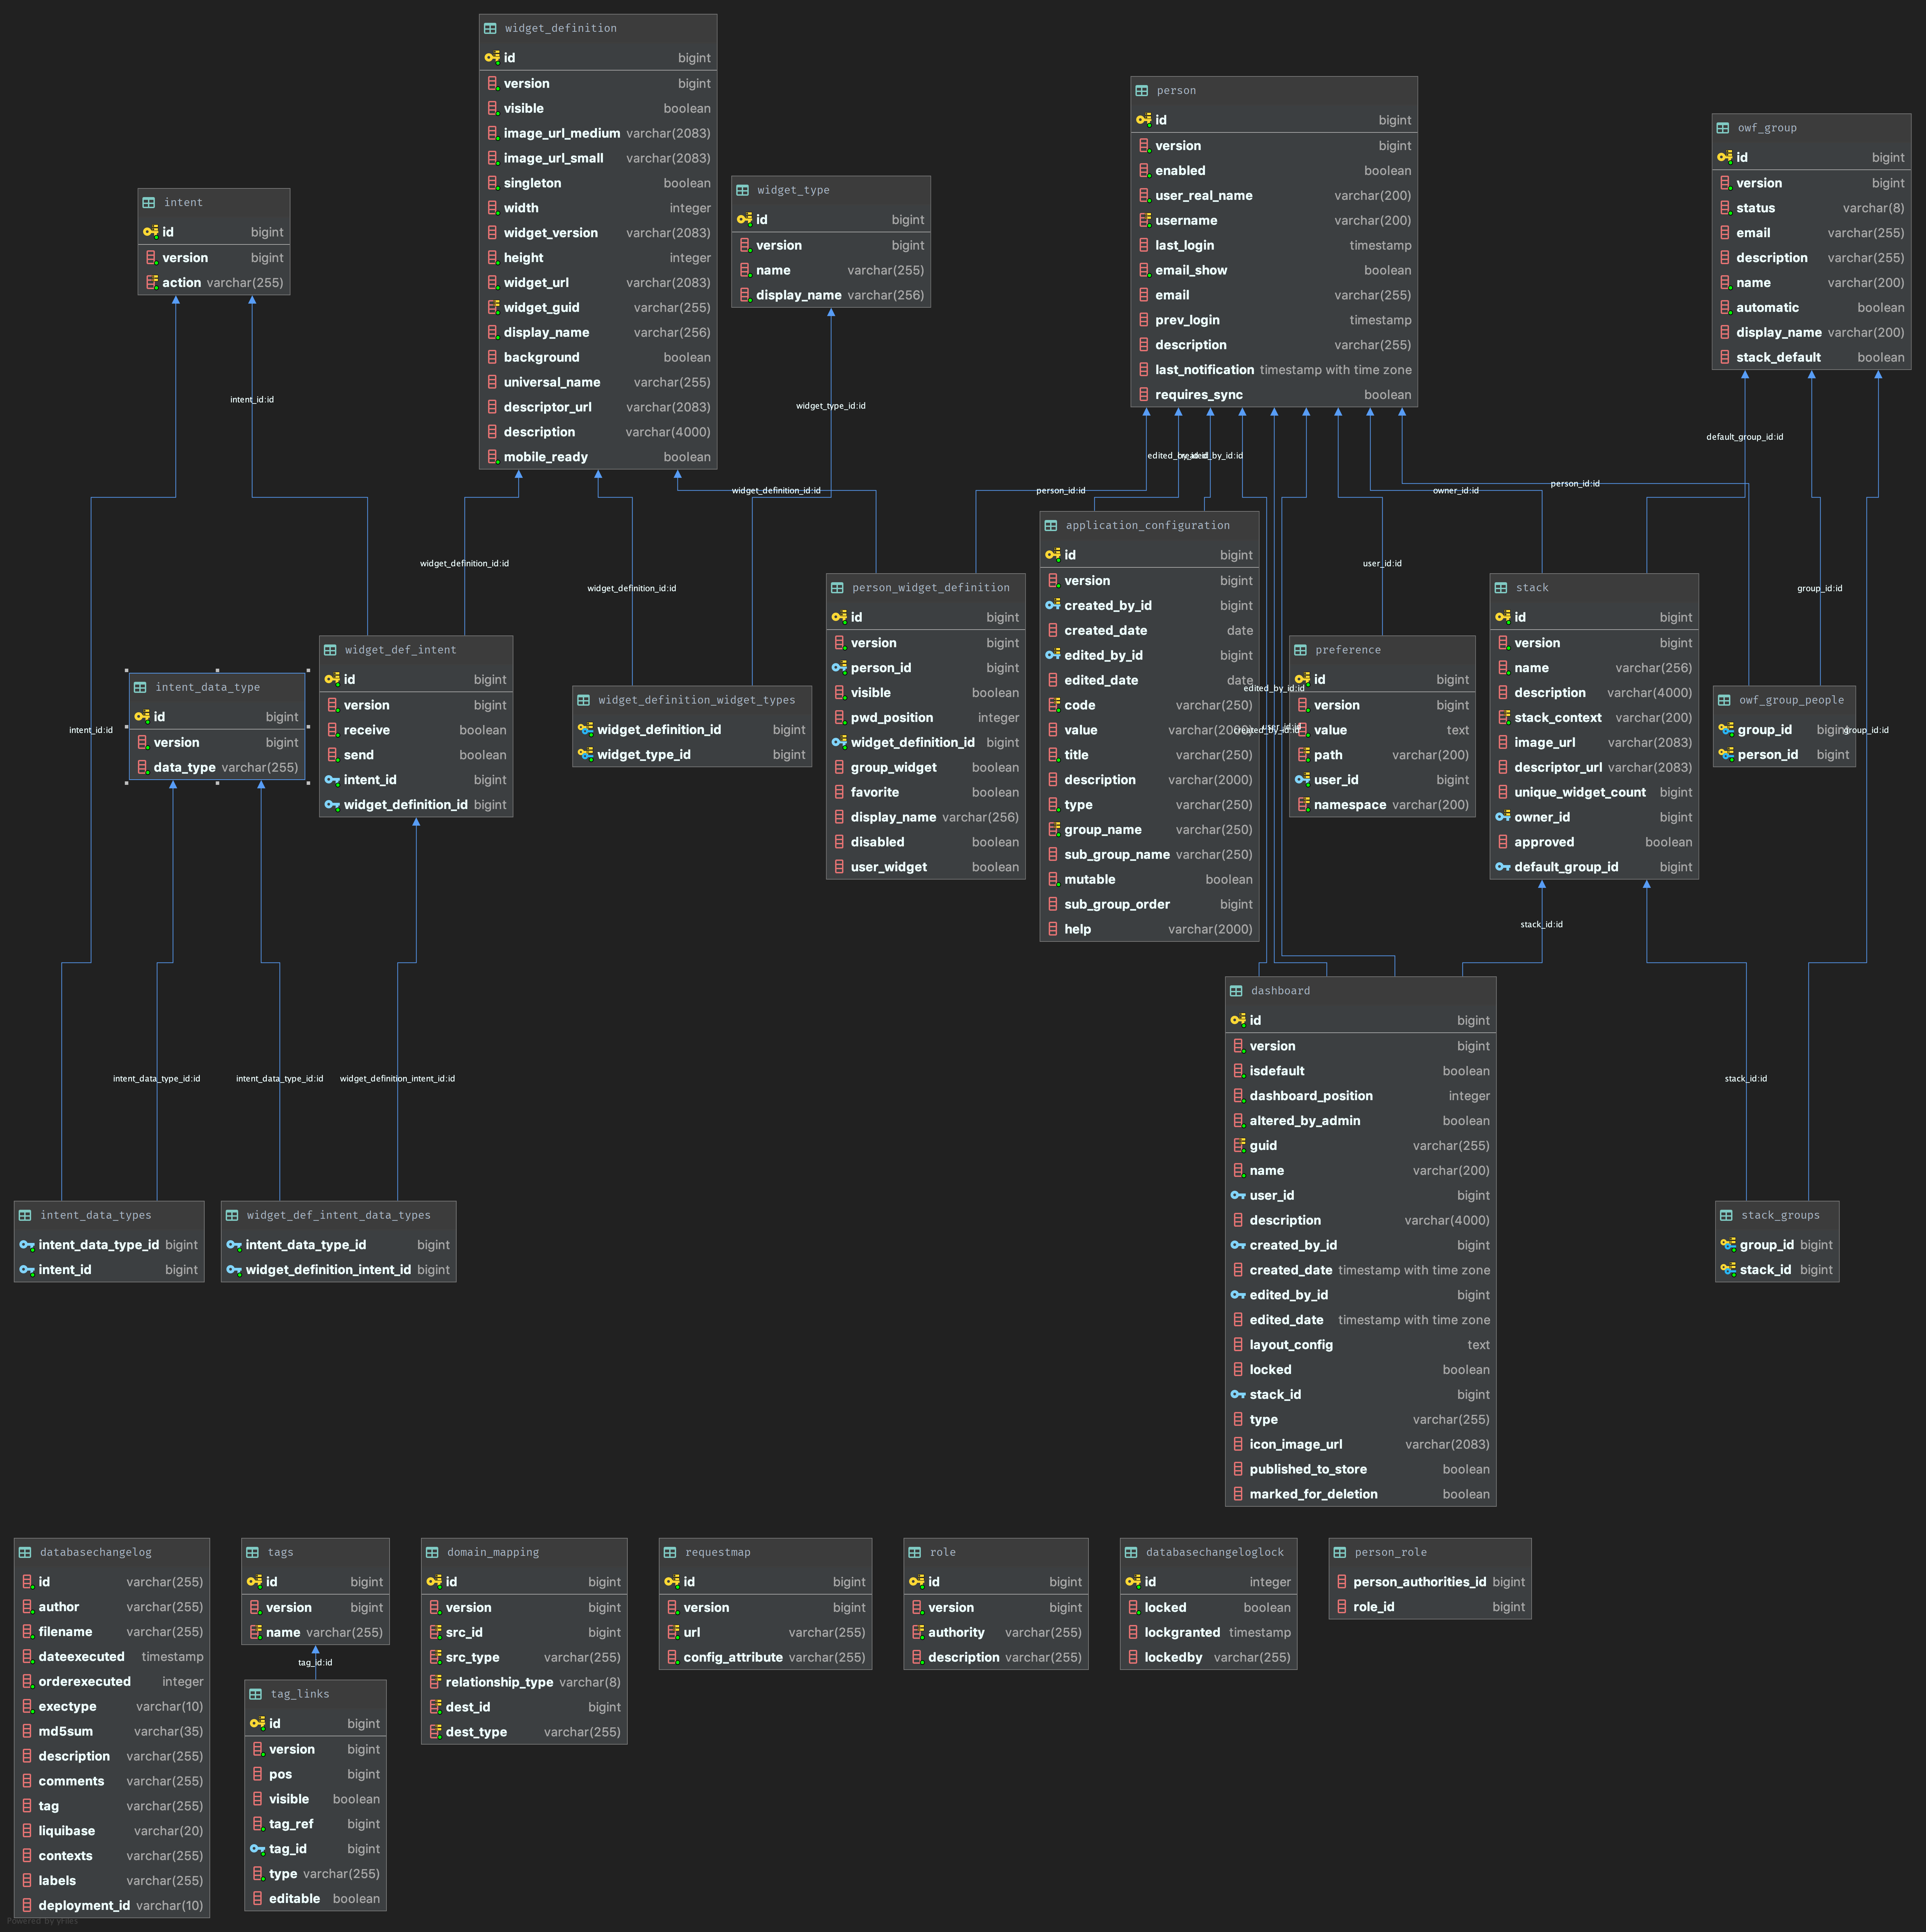 widget_definition
id bigint
version bigint
visible boolean
image_url_medium varchar(2083)
image_url_small varchar(2083)
singleton boolean
width integer
widget_version varchar(2083)
height integer
widget_url varchar(2083)
widget_guid varchar(255)
display_name varchar(256)
background boolean
universal_name varchar(255)
descriptor_url varchar(2083)
description varchar(4000)
mobile_ready boolean
person
id bigint
version bigint
enabled boolean
user_real_name varchar(200)
username varchar(200)
last_login timestamp
email_show boolean
email varchar(255)
prev_login timestamp
description varchar(255)
last_notification timestamp with time zone
requires_sync boolean
owf_group
id bigint
version bigint
status varchar(8)
email varchar(255)
description varchar(255)
name varchar(200)
automatic boolean
display_name varchar(200)
stack_default boolean
intent
id bigint
version bigint
action varchar(255)
widget_type
id bigint
version bigint
name varchar(255)
display_name varchar(256)
intent_id:id
widget_type_id:id
default_group_id:id
edited_by_id:id
created_by_id:id
widget_definition_id:id
person_id:id
owner_id:id
person_id:id
widget_definition_id:id
widget_definition_id:id
user_id:id
group_id:id
application_configuration
id bigint
version bigint
created_by_id bigint
created_date date
edited_by_id bigint
edited_date date
code varchar(250)
value varchar(2000)
title varchar(250)
description varchar(2000)
type varchar(250)
group_name varchar(250)
sub_group_name varchar(250)
mutable boolean
sub_group_order bigint
help varchar(2000)
person_widget_definition
id bigint
version bigint
person_id bigint
visible boolean
pwd_position integer
widget_definition_id bigint
group_widget boolean
favorite boolean
display_name varchar(256)
disabled boolean
user_widget boolean
stack
id bigint
version bigint
name varchar(256)
description varchar(4000)
stack_context varchar(200)
image_url varchar(2083)
descriptor_url varchar(2083)
unique_widget_count bigint
owner_id bigint
approved boolean
default_group_id bigint
widget_def_intent
id bigint
version bigint
receive boolean
send boolean
intent_id bigint
widget_definition_id bigint
preference
id bigint
version bigint
value text
path varchar(200)
user_id bigint
namespace varchar(200)
edited_by_id:id
user_id:id
created_by_id:id
intent_data_type
id bigint
version bigint
data_type varchar(255)
intent_id:id
widget_definition_widget_types
widget_definition_id bigint
widget_type_id bigint
owf_group_people
group_id bigint
person_id bigint
group_id:id
stack_id:id
dashboard
id bigint
version bigint
isdefault boolean
dashboard_position integer
altered_by_admin boolean
guid varchar(255)
name varchar(200)
user_id bigint
description varchar(4000)
created_by_id bigint
created_date timestamp with time zone
edited_by_id bigint
edited_date timestamp with time zone
layout_config text
locked boolean
stack_id bigint
type varchar(255)
icon_image_url varchar(2083)
published_to_store boolean
marked_for_deletion boolean
intent_data_type_id:id
intent_data_type_id:id
widget_definition_intent_id:id
stack_id:id
intent_data_types
intent_data_type_id bigint
intent_id bigint
widget_def_intent_data_types
intent_data_type_id bigint
widget_definition_intent_id bigint
stack_groups
group_id bigint
stack_id bigint
databasechangelog
id varchar(255)
author varchar(255)
filename varchar(255)
dateexecuted timestamp
orderexecuted integer
exectype varchar(10)
md5sum varchar(35)
description varchar(255)
comments varchar(255)
tag varchar(255)
liquibase varchar(20)
contexts varchar(255)
labels varchar(255)
deployment_id varchar(10)
tags
id bigint
version bigint
name varchar(255)
tag_id:id
tag_links
id bigint
version bigint
pos bigint
visible boolean
tag_ref bigint
tag_id bigint
type varchar(255)
editable boolean
domain_mapping
id bigint
version bigint
src_id bigint
src_type varchar(255)
relationship_type varchar(8)
dest_id bigint
dest_type varchar(255)
requestmap
id bigint
version bigint
url varchar(255)
config_attribute varchar(255)
role
id bigint
version bigint
authority varchar(255)
description varchar(255)
databasechangeloglock
id integer
locked boolean
lockgranted timestamp
lockedby varchar(255)
person_role
person_authorities_id bigint
role_id bigint
Powered by yFiles